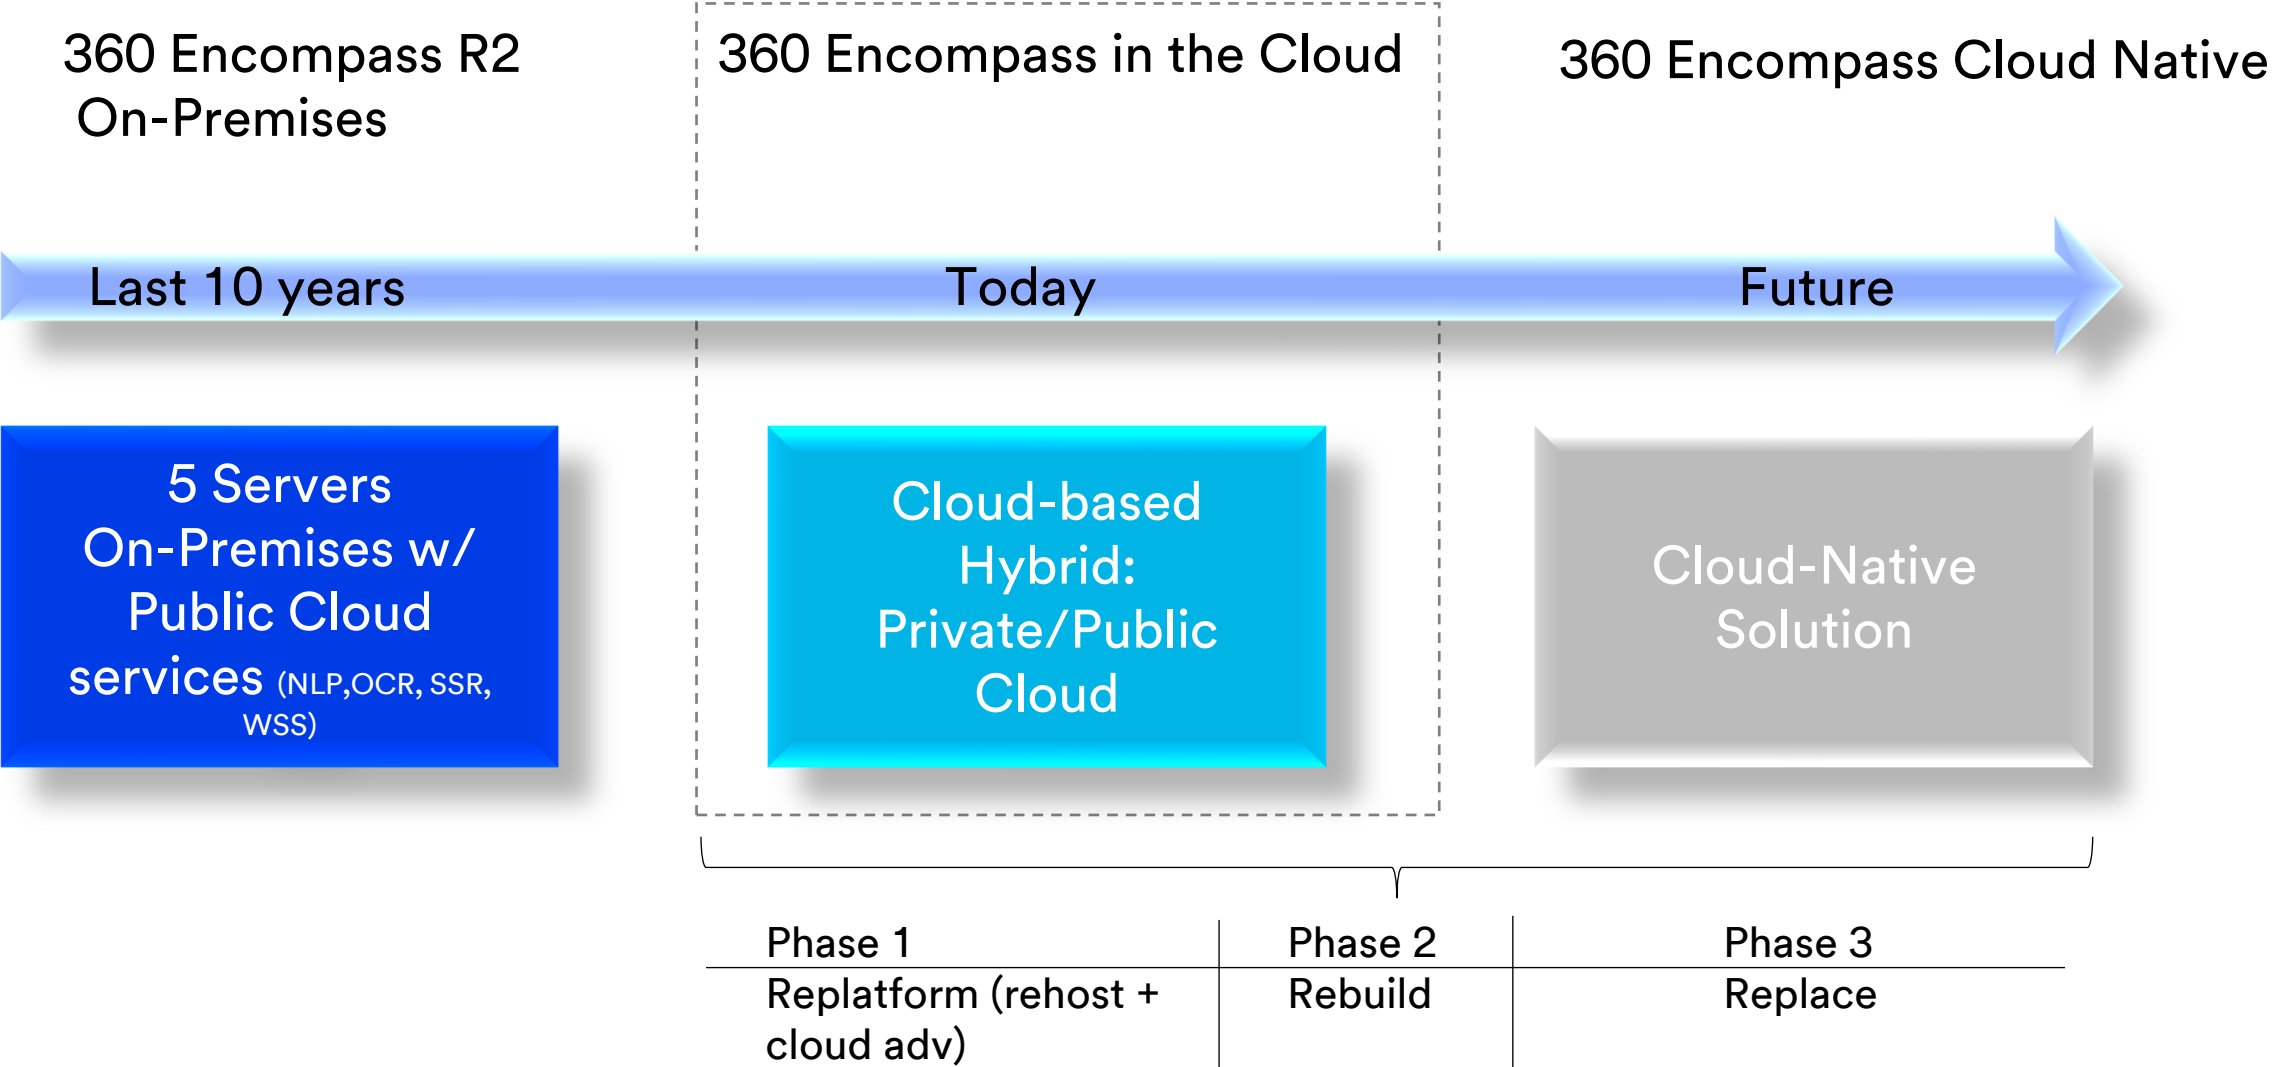 360 Encompass R2
On-Premises
360 Encompass in the Cloud
360 Encompass Cloud Native
Last 10 years
Today
Future
5 Servers
On-Premises w/
Public Cloud
services (NLP,OCR, SSR,
WSS)
Cloud-based
Hybrid:
Private/Public
Cloud
Cloud-Native
Solution
Phase 1
Phase 2
Phase 3
Replatform (rehost +
cloud adv)
Rebuild
Replace